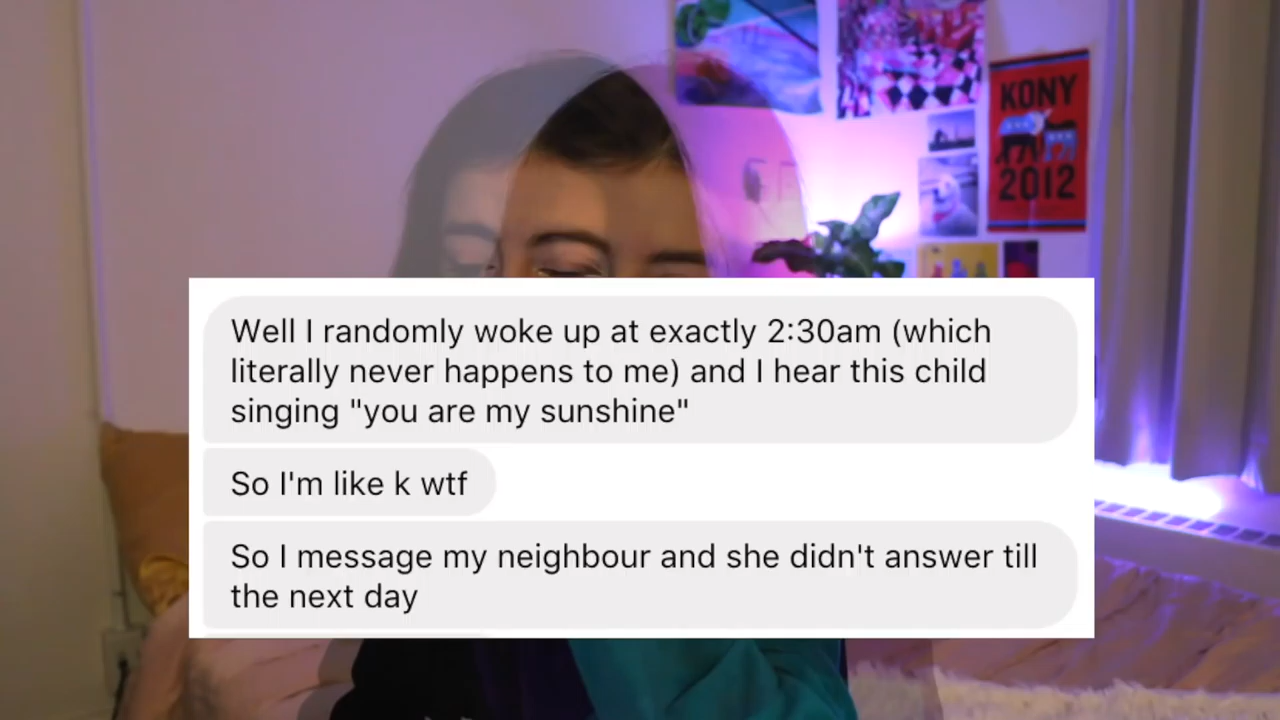 KONY
2012
Well I randomly woke up at exactly 2:30am (which
literally never happens to me) and I hear this child
singing "you are my sunshine"
So I'm like k wtf
So I message my neighbour and she didn't answer till
the next day